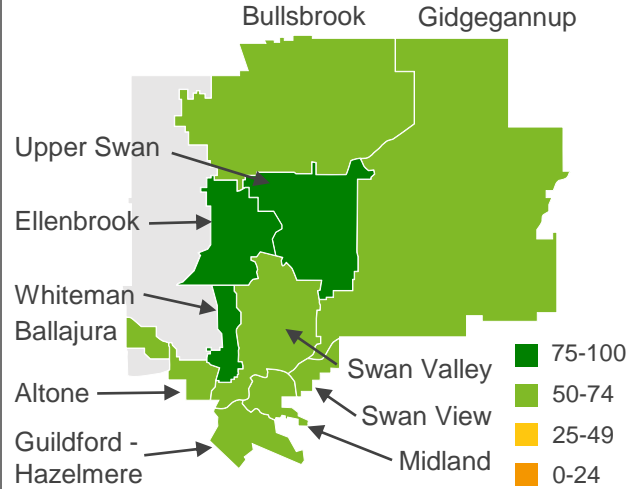 Bullsbrook
Gidgegannup
Upper Swan
Ellenbrook
Whiteman
Ballajura
Altone
Guildford -
Hazelmere
Swan Valley
Swan View
Midland
75-100
50-74
25-49
0-24